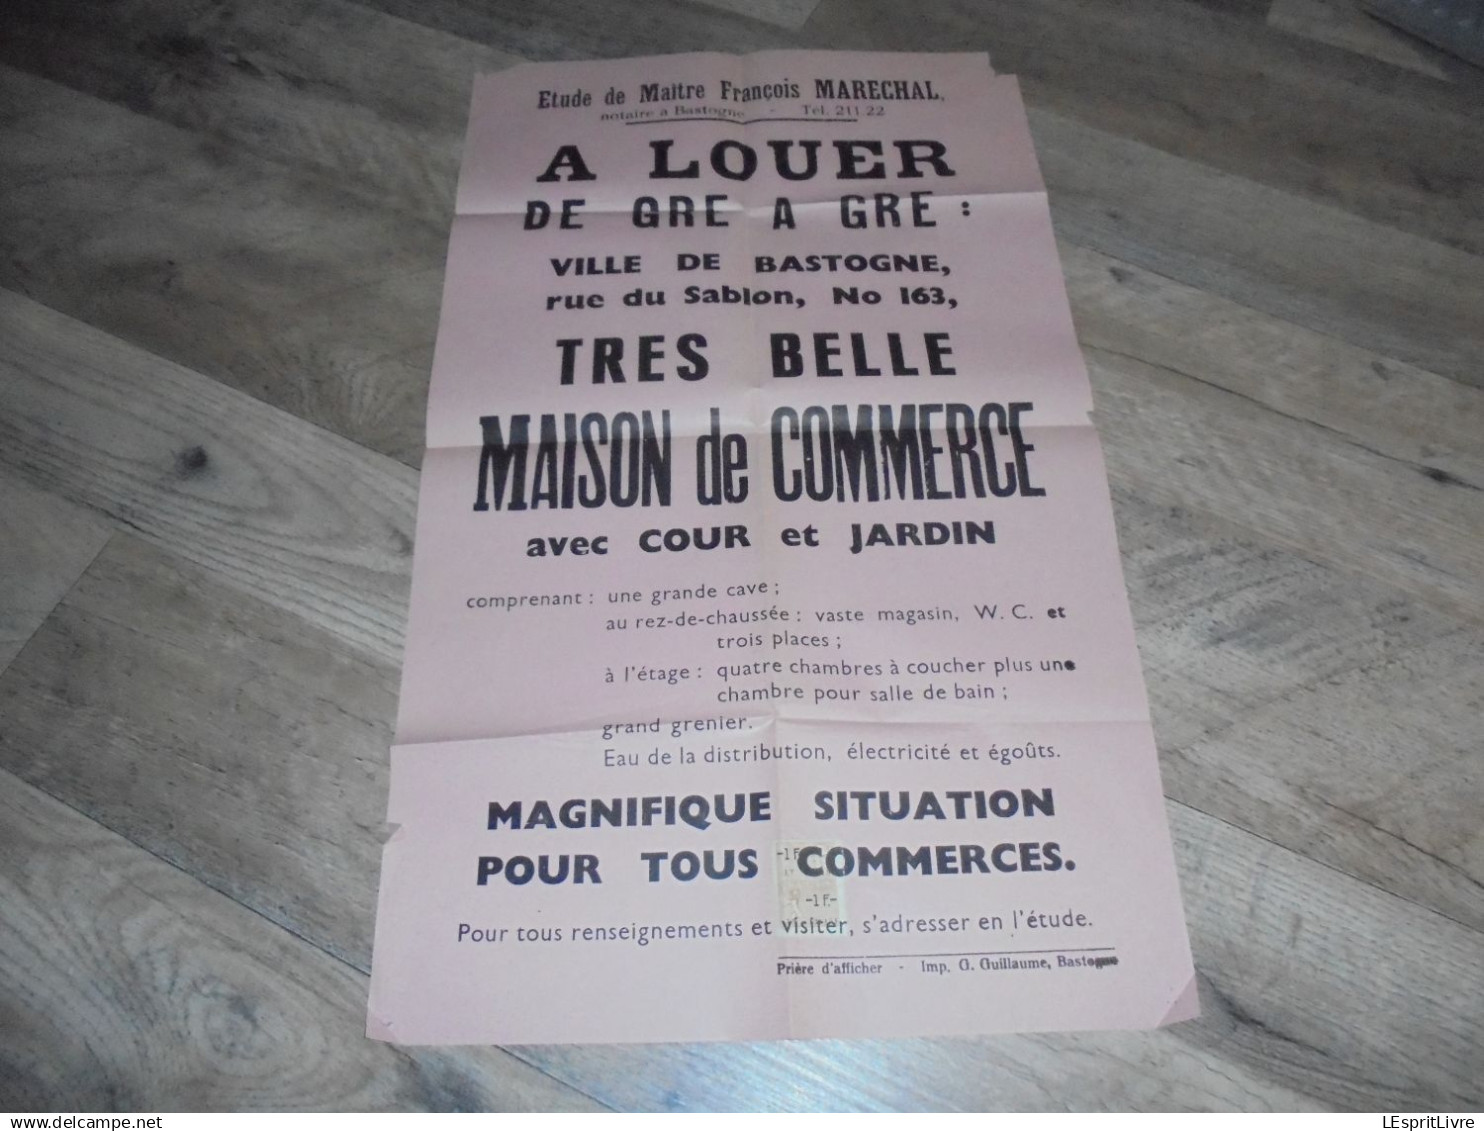 Etude de Maître François MARECHAL,
notaire à Bastogne - Tél. 211.22
A LOUER
DE GRE A GRE :
VILLE DE BASTOGNE,
rue du Sablon, No 163,
TRES BELLE
MAISON de COMMERCE
avec COUR et JARDIN
comprenant : une grande cave ;
au rez-de-chaussée : vaste magasin, W. C. et
trois places ;
à l'étage : quatre chambres à coucher plus une
chambre pour salle de bain ;
grand grenier.
Eau de la distribution, électricité et égoûts.
MAGNIFIQUE SITUATION
POUR TOUS COMMERCES.
-1F-
Pour tous renseignements et visiter, s'adresser en l'étude.
Prière d'afficher - Imp. G. Guillaume, Bastogne
delcampe.net
LEspritLivre